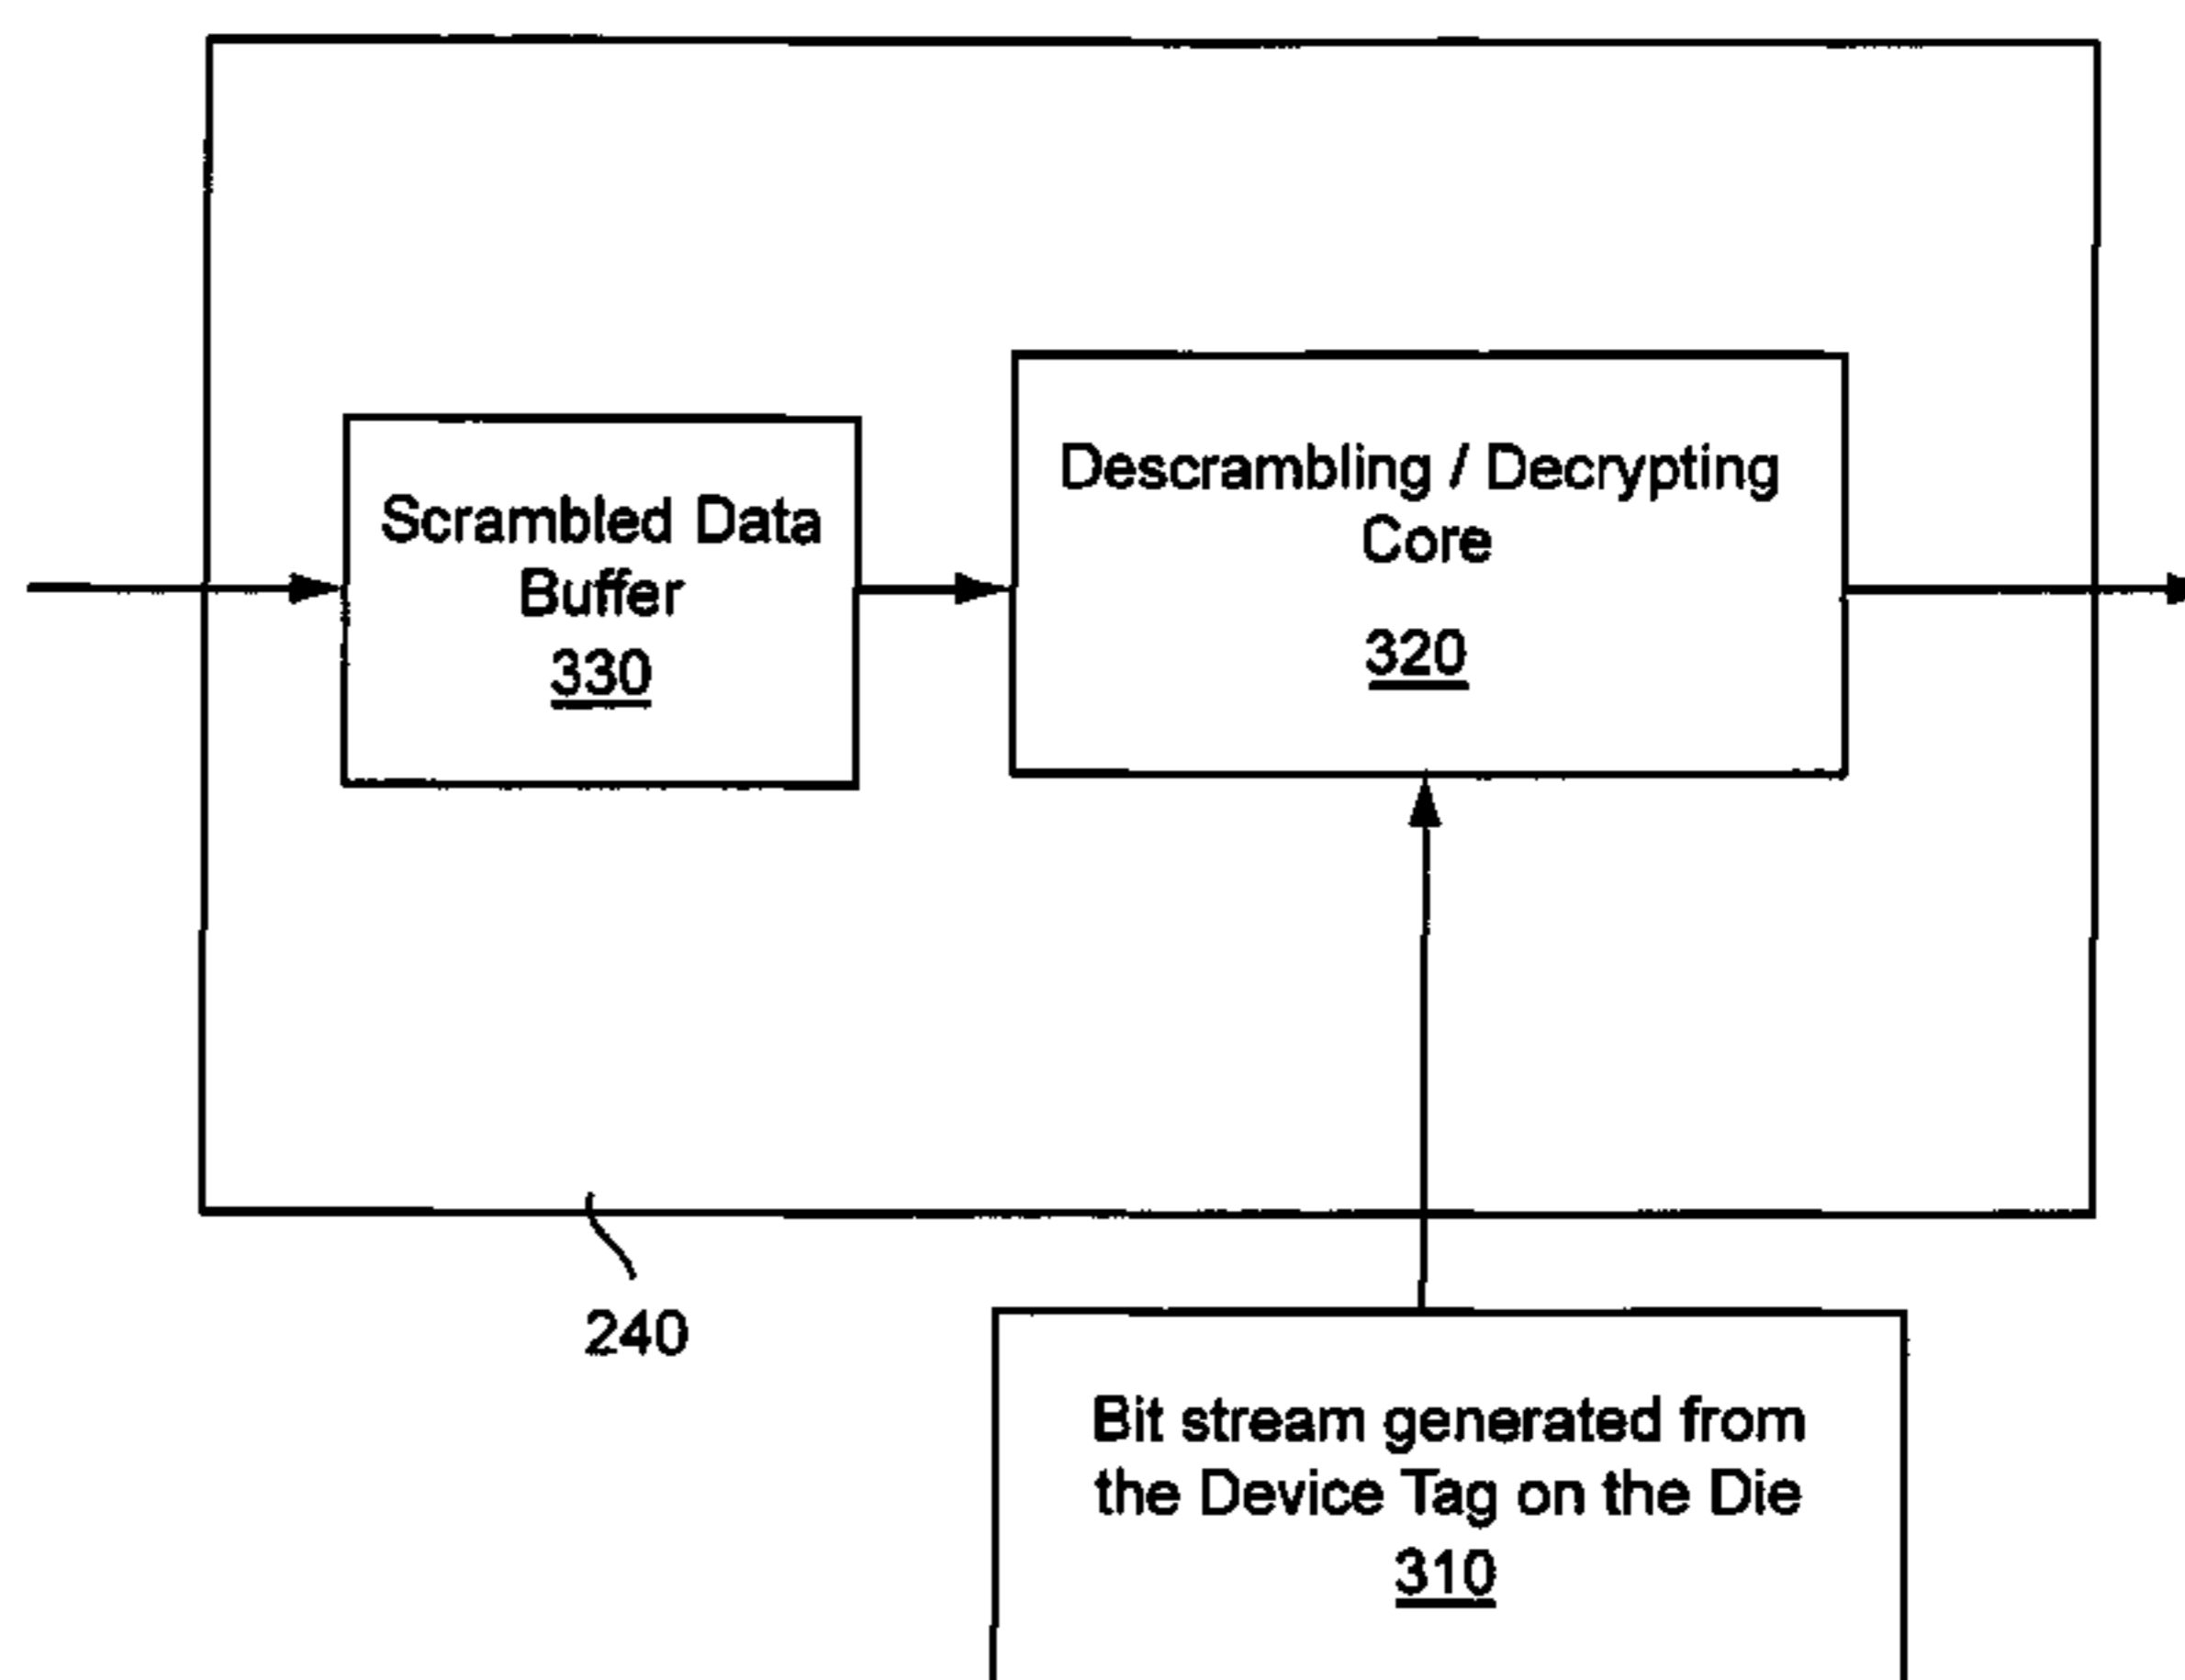 Scrambled Data
Buffer
330
Descrambling / Decrypting
Core
320
240
Bit stream generated from
the Device Tag on the Die
310